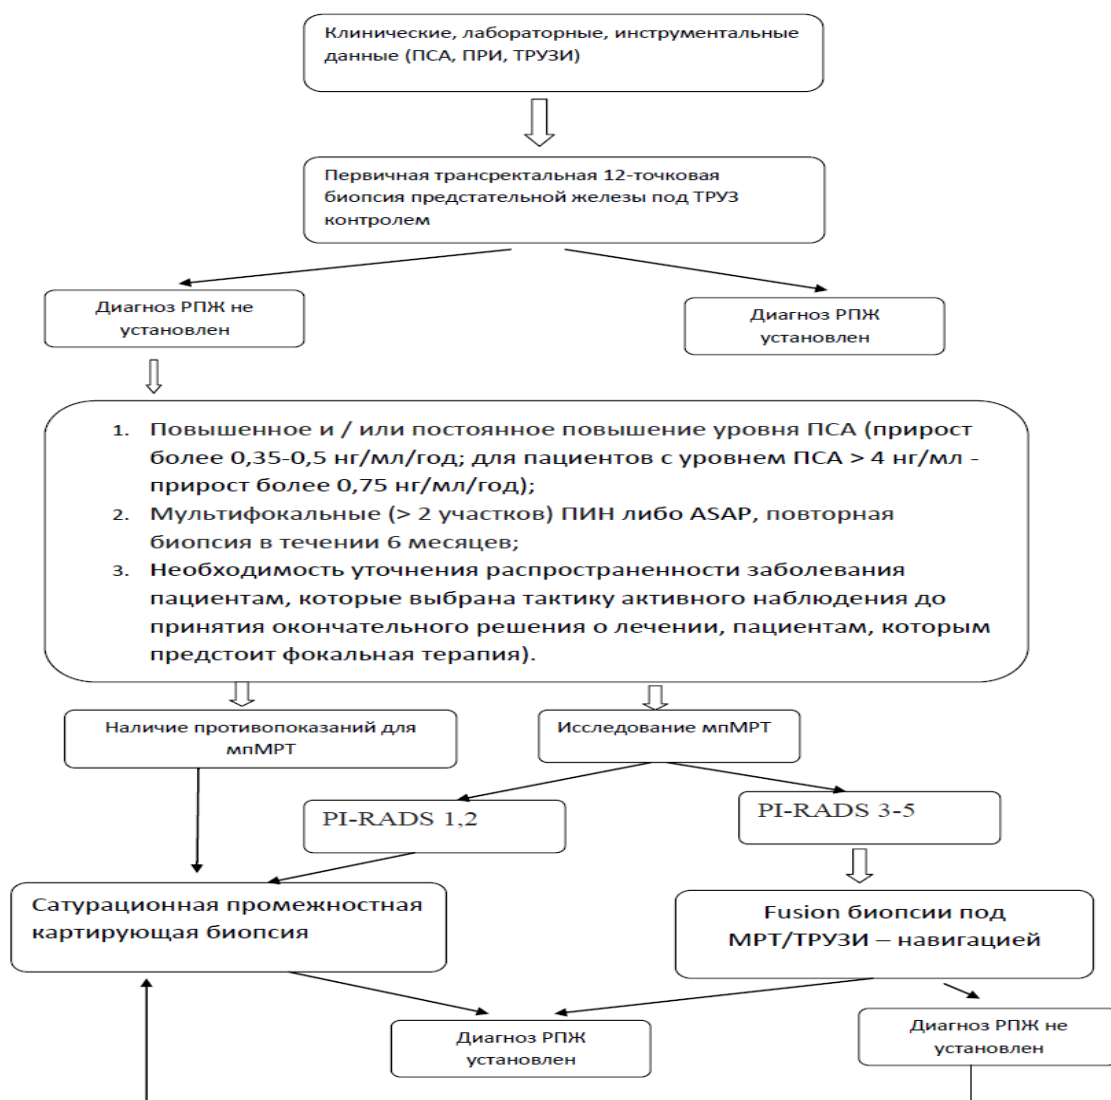 Клинические, лабораторные, инструментальные
данные (ПСА, ПРИ, ТРУЗИ)
Первичная трансректальная 12-точковая
биопсия предстательной железы под ТРУЗ
контролем
Диагноз РПЖ не
установлен
Диагноз РПЖ
установлен
1. Повышенное и / или постоянное повышение уровня ПСА (прирост
более 0,35-0,5 нг/мл/год; для пациентов с уровнем ПСА > 4 нг/мл -
прирост более 0,75 нг/мл/год);
2. Мультифокальные (> 2 участков) ПИН либо ASAP, повторная
биопсия в течении 6 месяцев;
3. Необходимость уточнения распространенности заболевания
пациентам, которые выбрана тактику активного наблюдения до
принятия окончательного решения о лечении, пациентам, которым
предстоит фокальная терапия).
Наличие противопоказаний для
мпМРТ
Исследование мпМРТ
PI-RADS 1,2
PI-RADS 3-5
Сатурационная промежностная
картирующая биопсия
Fusion биопсии под
МРТ/ТРУЗИ – навигацией
Диагноз РПЖ
установлен
Диагноз РПЖ не
установлен